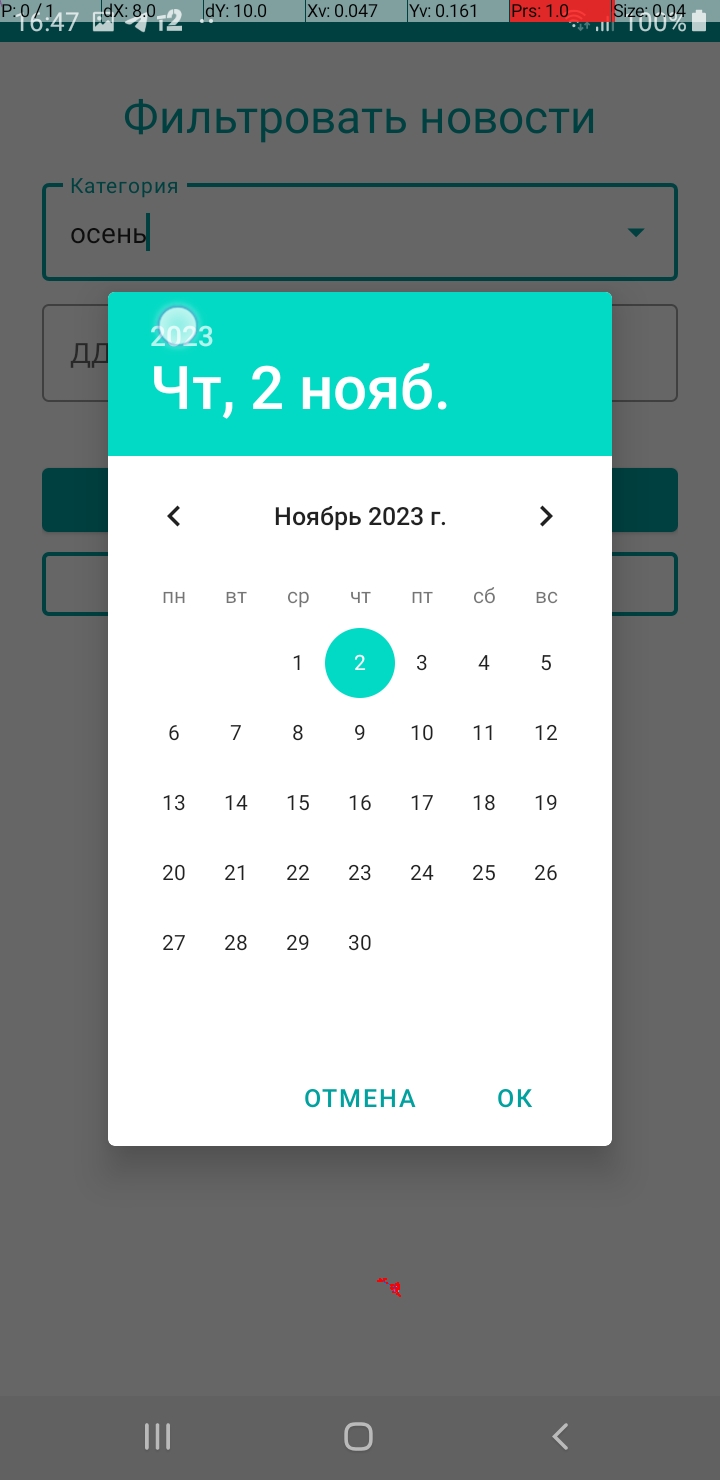 P: 0 / 1 dX: 8.0 dY: 10.0 Xv: 0.047 Yv: 0.161 Prs: 1.0 Size: 0.04
16:47 т2 100%
Фильтровать новости
Категория
осень
ДД
2023
Чт, 2 нояб.
Ноябрь 2023 г.
пн вт ср чт пт сб вс
1 2 3 4 5
6 7 8 9 10 11 12
13 14 15 16 17 18 19
20 21 22 23 24 25 26
27 28 29 30
ОТМЕНА ОК